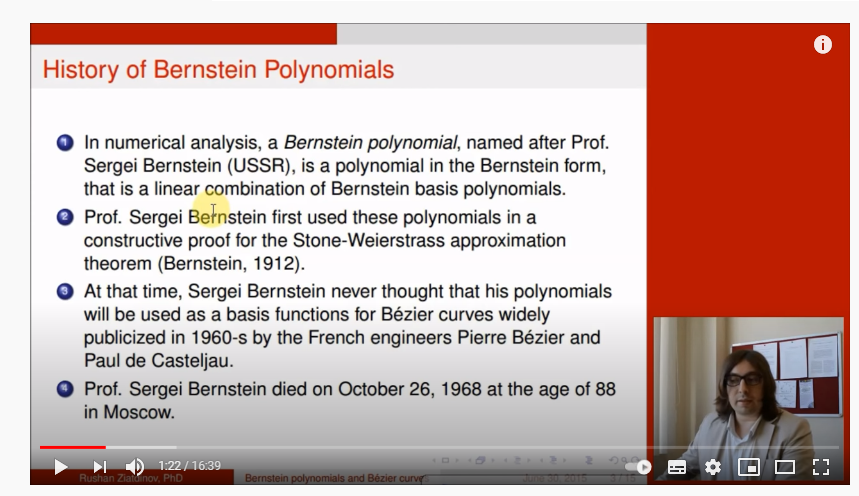 History of Bernstein Polynomials
1 In numerical analysis, a Bernstein polynomial, named after Prof.
Sergei Bernstein (USSR), is a polynomial in the Bernstein form,
that is a linear combination of Bernstein basis polynomials.
2 Prof. Sergei Bernstein first used these polynomials in a
constructive proof for the Stone-Weierstrass approximation
theorem (Bernstein, 1912).
3 At that time, Sergei Bernstein never thought that his polynomials
will be used as a basis functions for Bézier curves widely
publicized in 1960-s by the French engineers Pierre Bézier and
Paul de Casteljau.
4 Prof. Sergei Bernstein died on October 26, 1968 at the age of 88
in Moscow.
1:22 / 16:39
Rushan Ziatdinov, PhD
Bernstein polynomials and Bézier curves
June 30, 2015